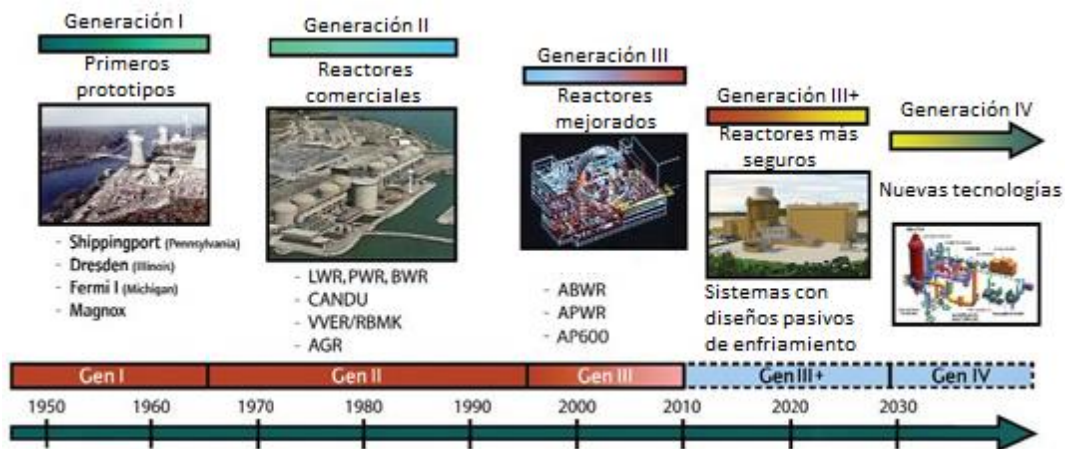 Generación I
Primeros
prototipos
- Shippingport (Pennsylvania)
- Dresden (Illinois)
- Fermi I (Michigan)
- Magnox
Generación II
Reactores
comerciales
- LWR, PWR, BWR
- CANDU
- VVER/RBMK
- AGR
Generación III
Reactores
mejorados
- ABWR
- APWR
- AP600
Generación III+
Reactores más
seguros
Sistemas con
diseños pasivos
de enfriamiento
Generación IV
Nuevas tecnologías
Gen I
Gen II
Gen III
Gen III+
Gen IV
1950
1960
1970
1980
1990
2000
2010
2020
2030